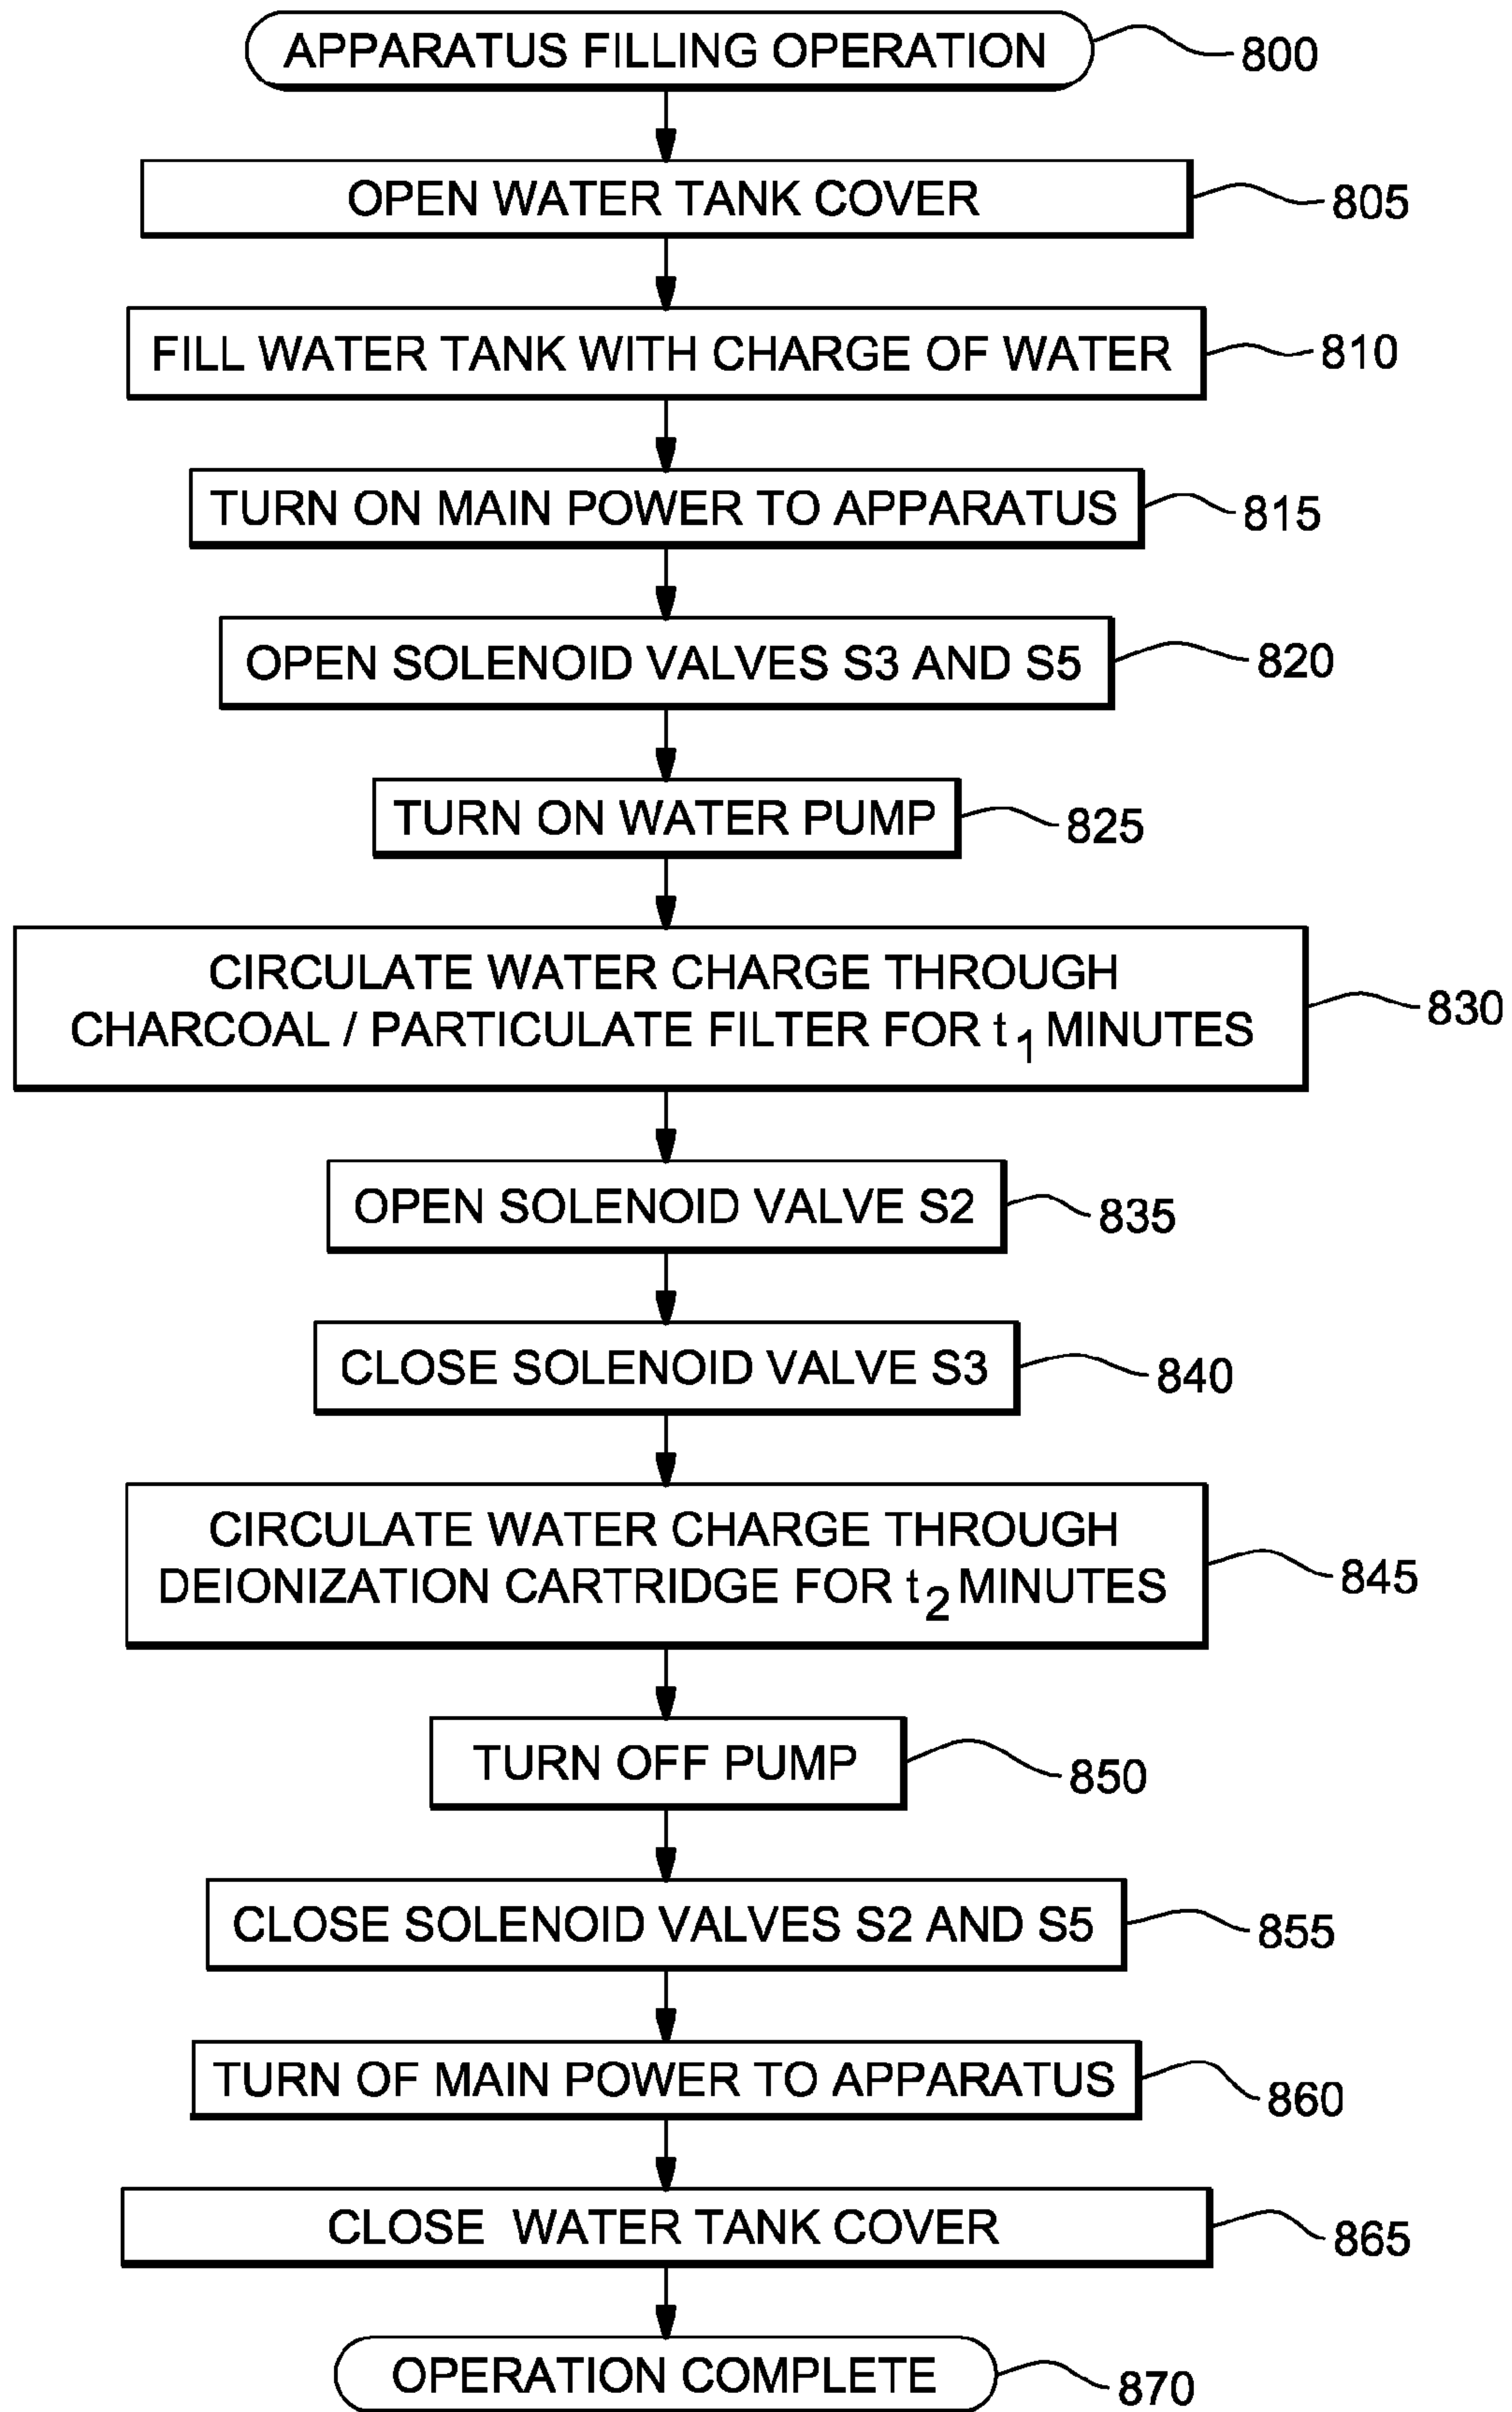 APPARATUS FILLING OPERATION
800
OPEN WATER TANK COVER
805
FILL WATER TANK WITH CHARGE OF WATER
810
TURN ON MAIN POWER TO APPARATUS
815
OPEN SOLENOID VALVES S3 AND S5
820
TURN ON WATER PUMP
825
CIRCULATE WATER CHARGE THROUGH
CHARCOAL / PARTICULATE FILTER FOR t1 MINUTES
830
OPEN SOLENOID VALVE S2
835
CLOSE SOLENOID VALVE S3
840
CIRCULATE WATER CHARGE THROUGH
DEIONIZATION CARTRIDGE FOR t2 MINUTES
845
TURN OFF PUMP
850
CLOSE SOLENOID VALVES S2 AND S5
855
TURN OF MAIN POWER TO APPARATUS
860
CLOSE WATER TANK COVER
865
OPERATION COMPLETE
870